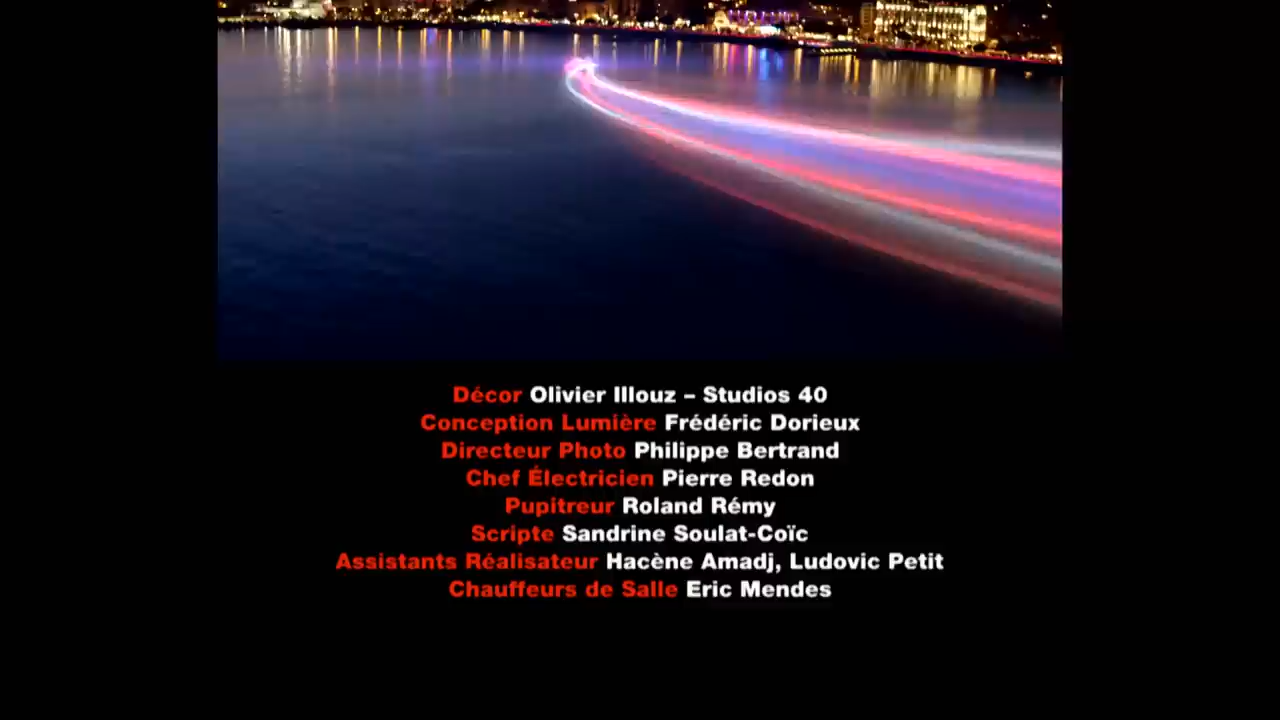 Décor Olivier Illouz – Studios 40
Conception Lumière Frédéric Dorieux
Directeur Photo Philippe Bertrand
Chef Électricien Pierre Redon
Pupitreur Roland Rémy
Scripte Sandrine Soulat-Coïc
Assistants Réalisateur Hacène Amadj, Ludovic Petit
Chauffeurs de Salle Eric Mendes